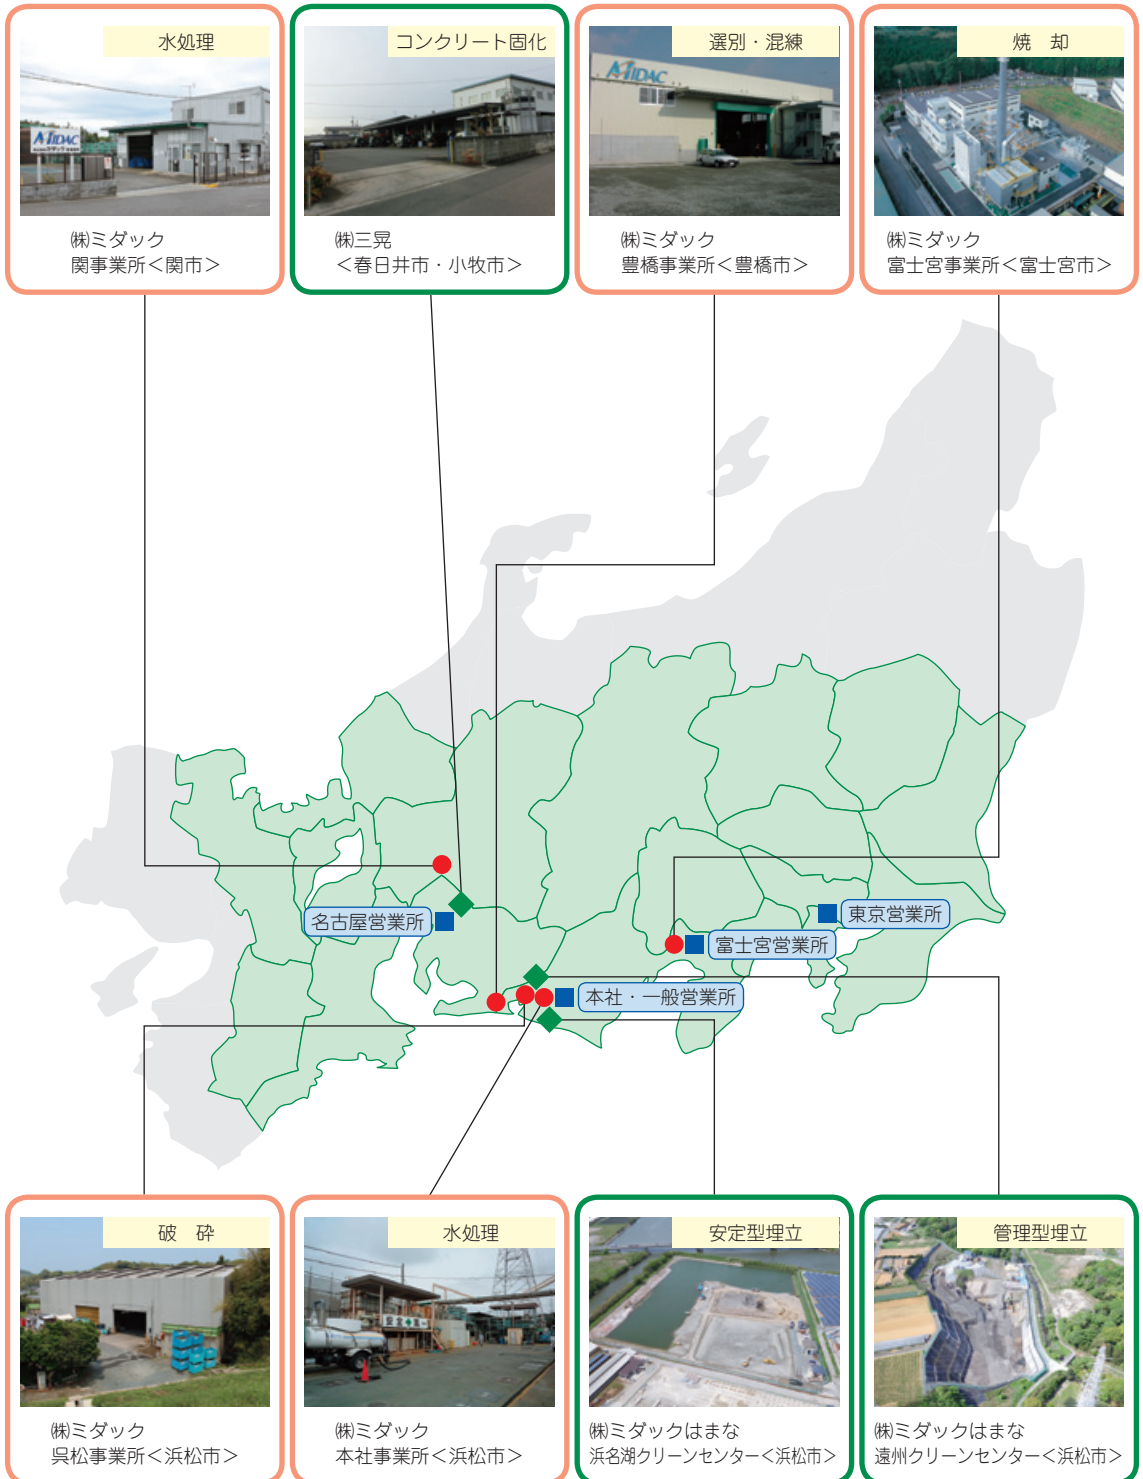 水処理
MIDAC
㈱ミダック
関事業所＜関市＞
コンクリート固化
㈱三晃
＜春日井市・小牧市＞
選別・混練
MIDAC
㈱ミダック
豊橋事業所＜豊橋市＞
焼　却
㈱ミダック
富士宮事業所＜富士宮市＞
名古屋営業所
東京営業所
富士宮営業所
本社・一般営業所
破　砕
㈱ミダック
呉松事業所＜浜松市＞
水処理
安全
㈱ミダック
本社事業所＜浜松市＞
安定型埋立
㈱ミダックはまな
浜名湖クリーンセンター＜浜松市＞
管理型埋立
㈱ミダックはまな
遠州クリーンセンター＜浜松市＞